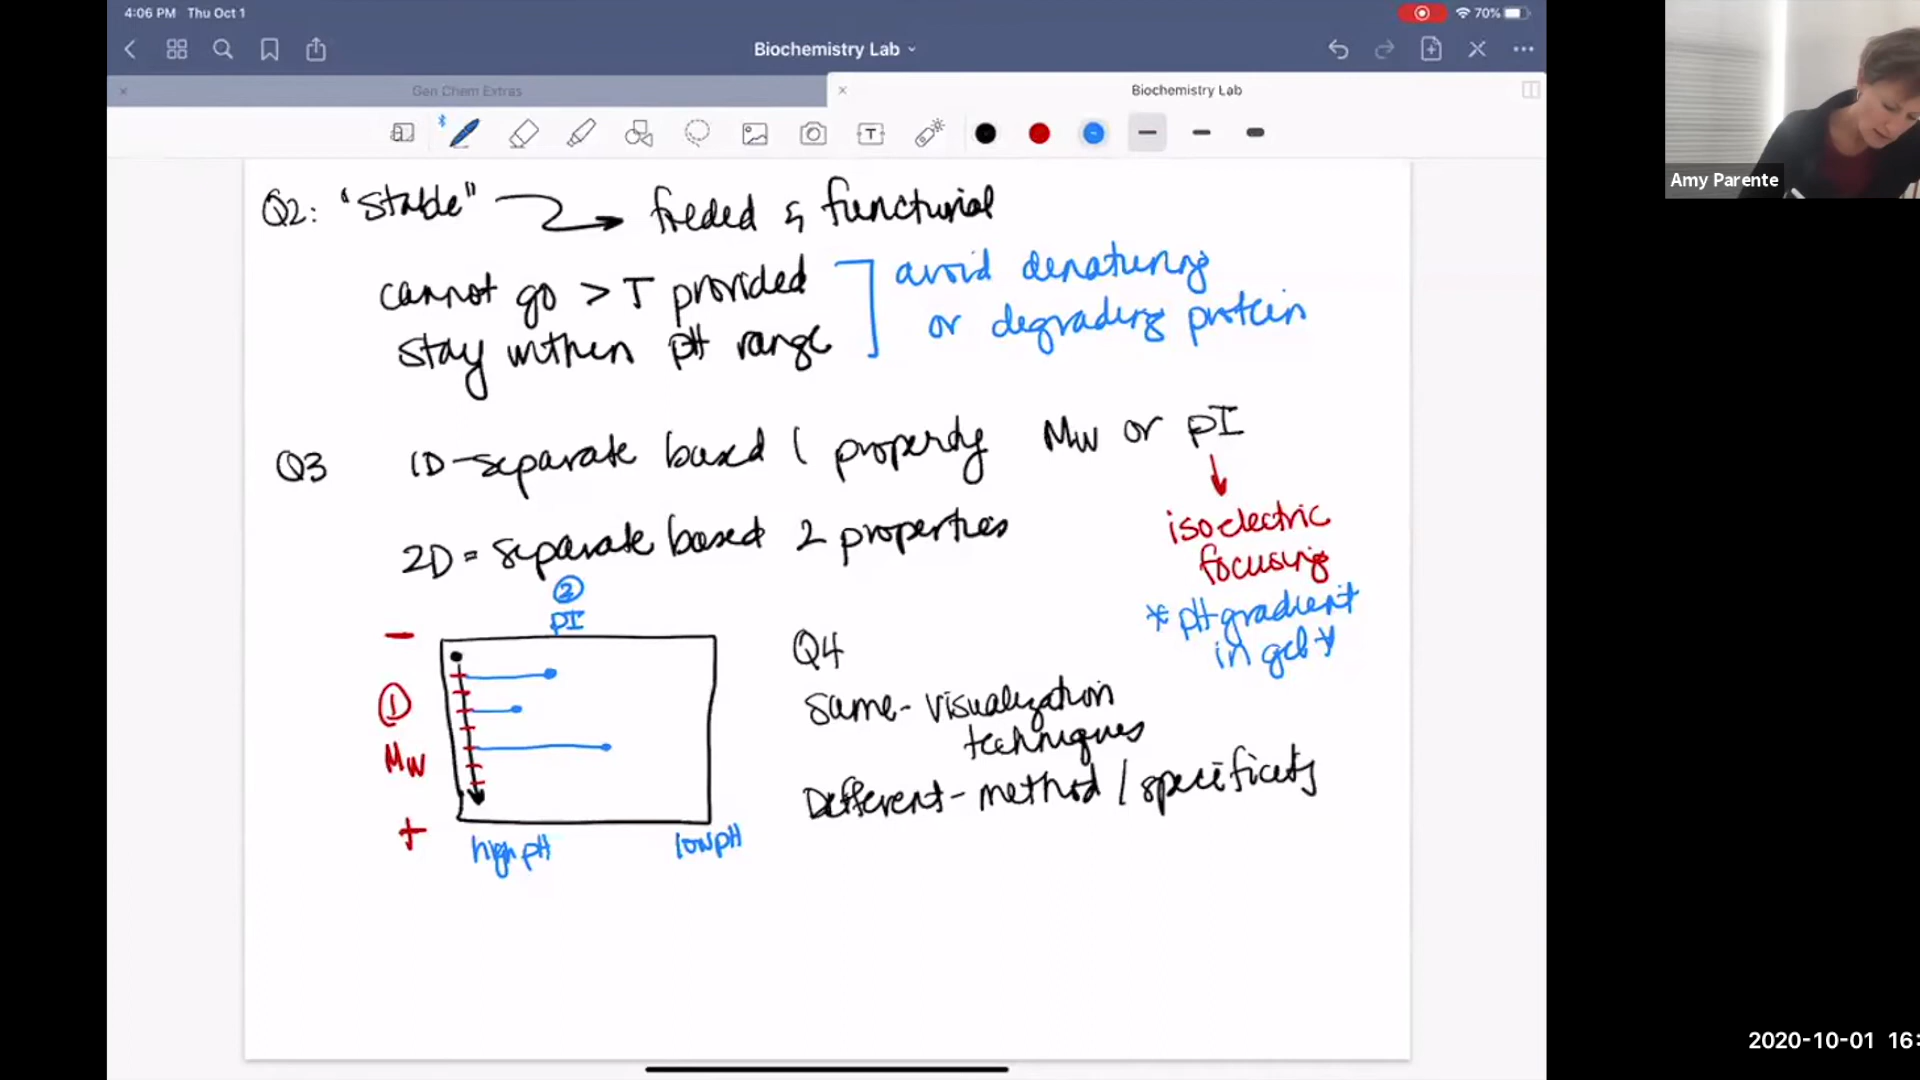 4:06 PM Thu Oct 1
70%
Biochemistry Lab
Gen Chem Extras
Biochemistry Lab
Amy Parente
Q2: "Stable" → folded & functional
cannot go > T provided
stay within pH range
avoid denaturing
or degrading protein
Q3 1D - separate based 1 property MW or pI
isoelectric
focusing
* pH gradient
in gel *
2D = separate based 2 properties
②
pI
−
①
MW
+
high pH
low pH
Q4
Same - visualization
techniques
Different - method / specificity
2020-10-01 16: